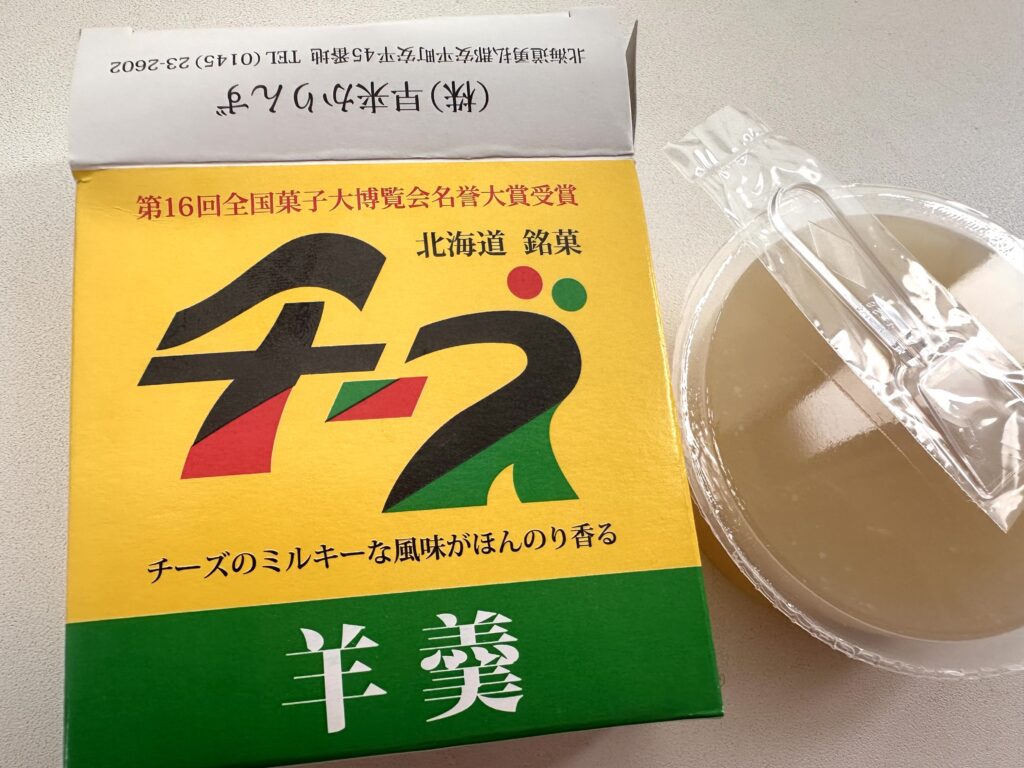 北海道勇払郡安平町安平45番地 TEL (0145) 23-2602
(株)早来かりんず
第16回全国菓子大博覧会名誉大賞受賞
北海道 銘菓
チーズ
チーズのミルキーな風味がほんのり香る
羊羹